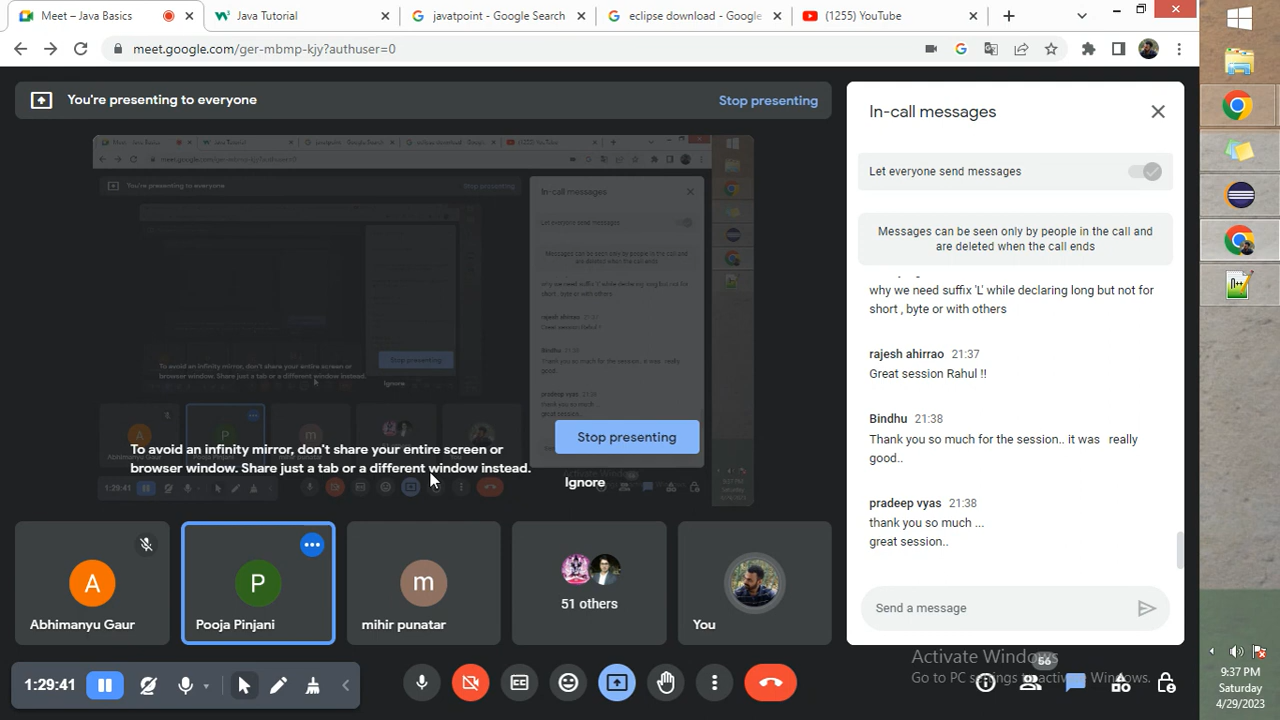 Meet – Java Basics
Java Tutorial
javatpoint - Google Search
eclipse download - Google
(1255) YouTube
meet.google.com/ger-mbmp-kjy?authuser=0
You're presenting to everyone
Stop presenting
In-call messages
Let everyone send messages
Messages can be seen only by people in the call and
are deleted when the call ends
why we need suffix 'L' while declaring long but not for
short , byte or with others
rajesh ahirrao 21:37
Great session Rahul !!
Bindhu 21:38
Thank you so much for the session.. it was really
good..
pradeep vyas 21:38
thank you so much ...
great session..
Send a message
Stop presenting
To avoid an infinity mirror, don't share your entire screen or
browser window. Share just a tab or a different window instead.
Ignore
A
Abhimanyu Gaur
P
Pooja Pinjani
m
mihir punatar
51 others
You
1:29:41
56
Activate Windows
Go to PC settings to activate Windows.
9:37 PM
Saturday
4/29/2023